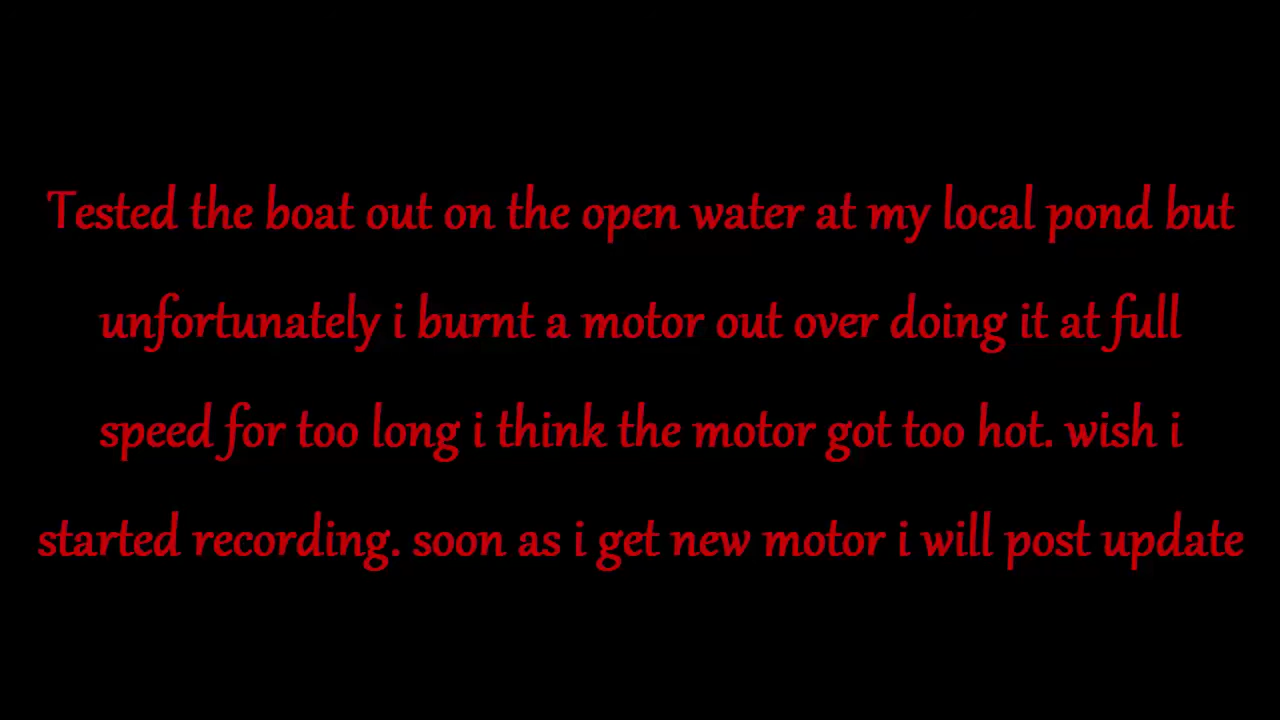 Tested the boat out on the open water at my local pond but
unfortunately i burnt a motor out over doing it at full
speed for too long i think the motor got too hot. wish i
started recording. soon as i get new motor i will post update